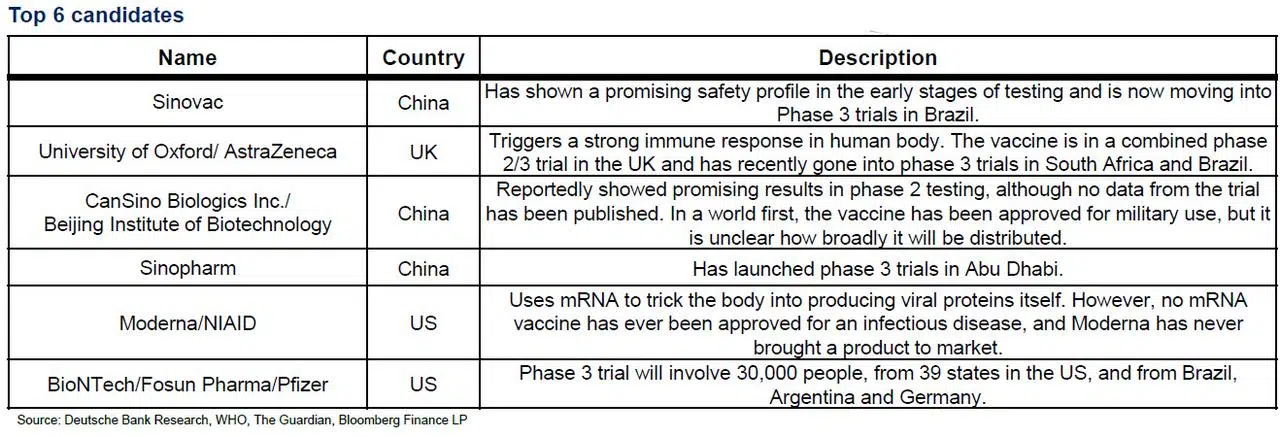 Top 6 candidates
Name Country Description
Sinovac China Has shown a promising safety profile in the early stages of testing and is now moving into
Phase 3 trials in Brazil.
University of Oxford/ AstraZeneca UK Triggers a strong immune response in human body. The vaccine is in a combined phase
2/3 trial in the UK and has recently gone into phase 3 trials in South Africa and Brazil.
CanSino Biologics Inc./
Beijing Institute of Biotechnology China Reportedly showed promising results in phase 2 testing, although no data from the trial
has been published. In a world first, the vaccine has been approved for military use, but it
is unclear how broadly it will be distributed.
Sinopharm China Has launched phase 3 trials in Abu Dhabi.
Moderna/NIAID US Uses mRNA to trick the body into producing viral proteins itself. However, no mRNA
vaccine has ever been approved for an infectious disease, and Moderna has never
brought a product to market.
BioNTech/Fosun Pharma/Pfizer US Phase 3 trial will involve 30,000 people, from 39 states in the US, and from Brazil,
Argentina and Germany.
Source: Deutsche Bank Research, WHO, The Guardian, Bloomberg Finance LP